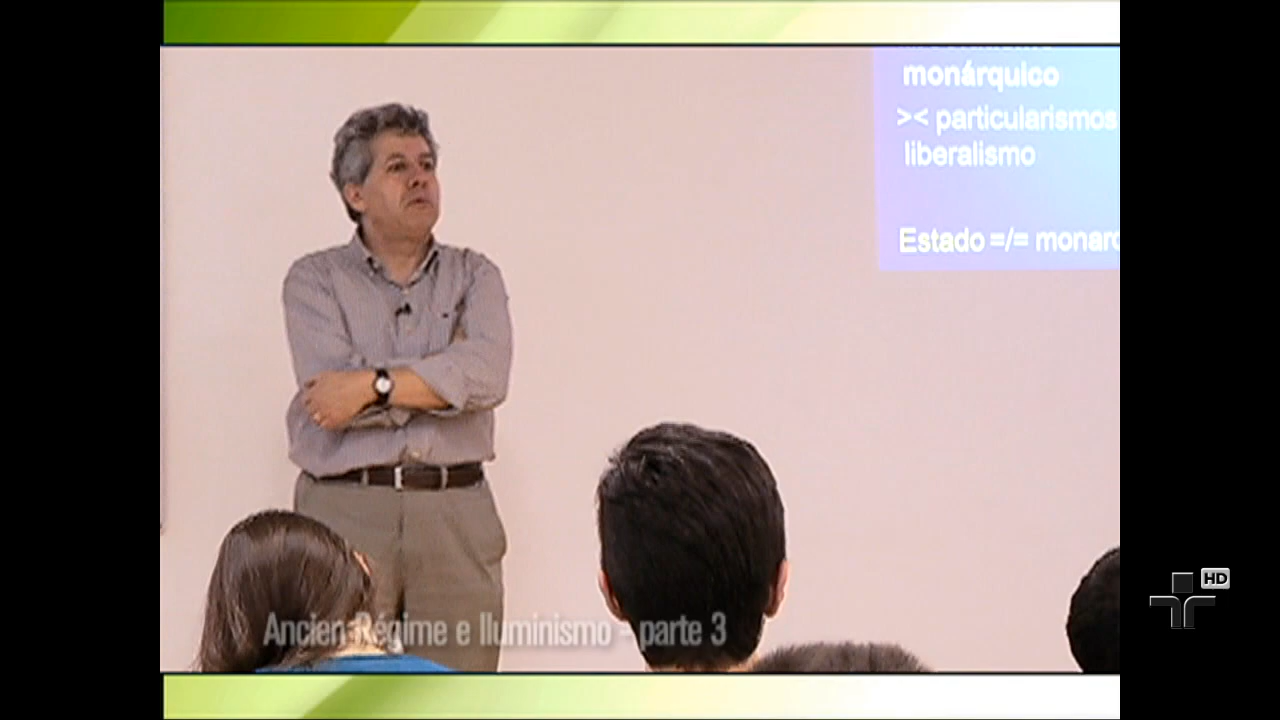 monárquico
>< particularismos
liberalismo
Estado =/= monarc
Ancien Régime e Iluminismo - parte 3
HD